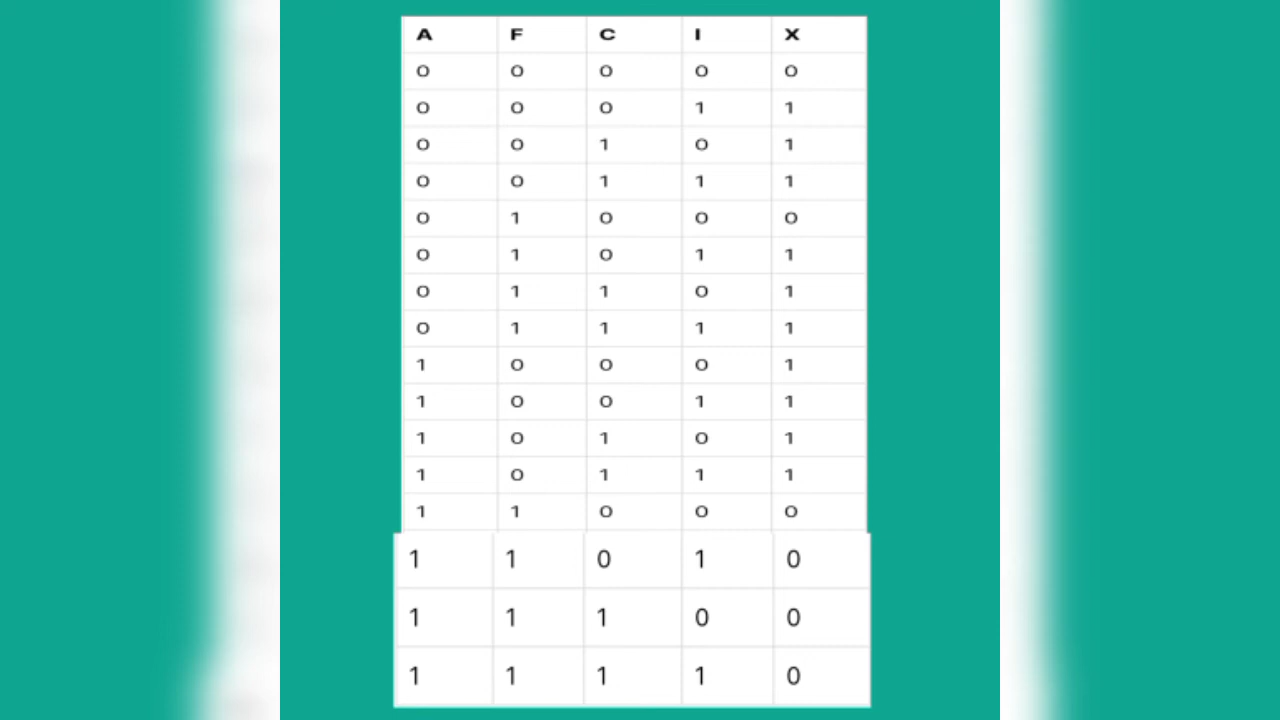 A F C I X
0 0 0 0 0
0 0 0 1 1
0 0 1 0 1
0 0 1 1 1
0 1 0 0 0
0 1 0 1 1
0 1 1 0 1
0 1 1 1 1
1 0 0 0 1
1 0 0 1 1
1 0 1 0 1
1 0 1 1 1
1 1 0 0 0
1 1 0 1 0
1 1 1 0 0
1 1 1 1 0